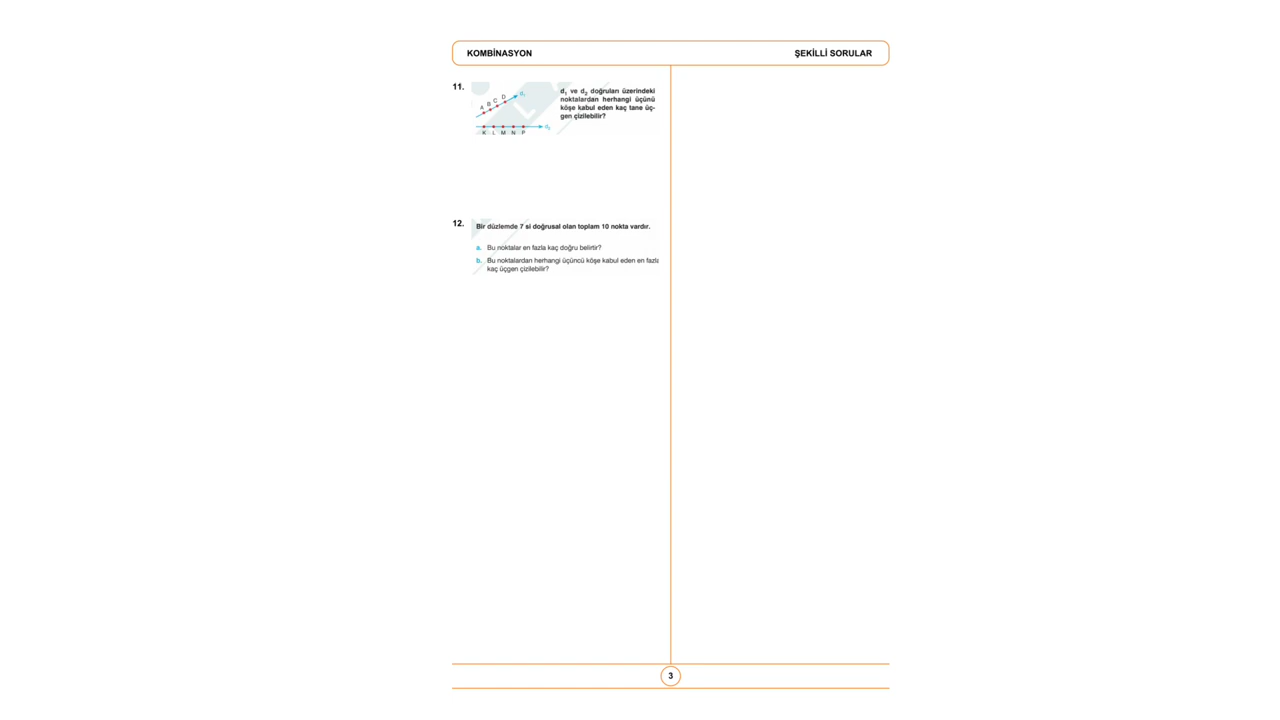 KOMBİNASYON
ŞEKİLLİ SORULAR
11.
A B C D d1
K L M N P d2
d1 ve d2 doğruları üzerindeki
noktalardan herhangi üçünü
köşe kabul eden kaç tane üç-
gen çizilebilir?
12.
Bir düzlemde 7 si doğrusal olan toplam 10 nokta vardır.
a. Bu noktalar en fazla kaç doğru belirtir?
b. Bu noktalardan herhangi üçüncü köşe kabul eden en fazla
kaç üçgen çizilebilir?
3